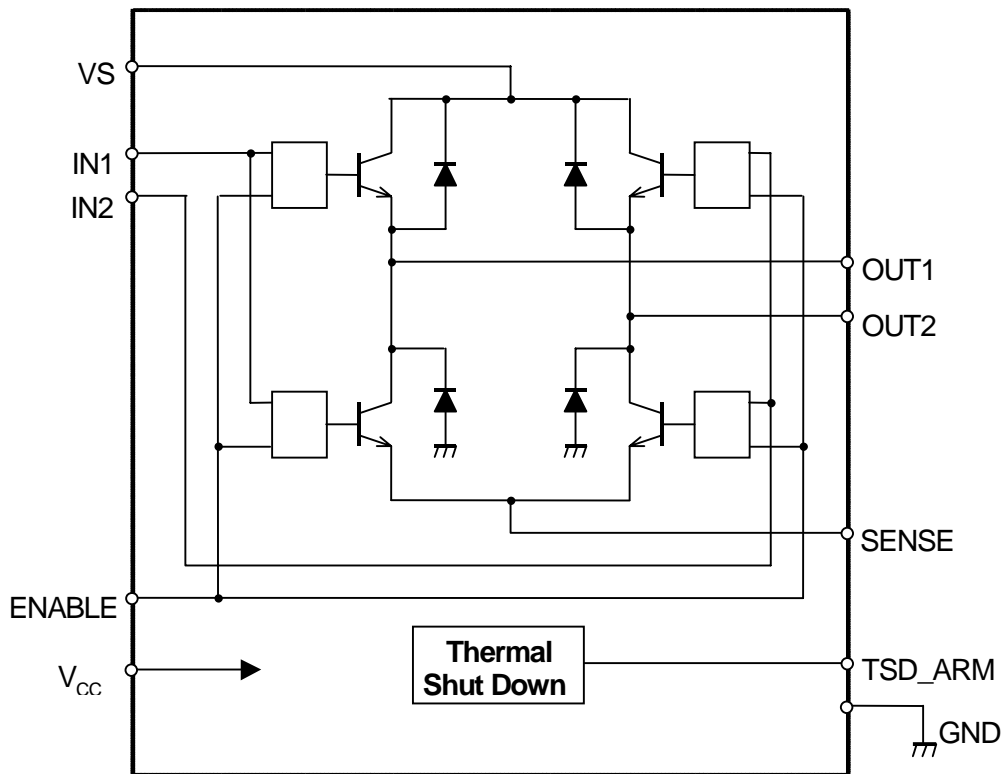 VS
IN1
IN2
OUT1
OUT2
SENSE
ENABLE
Thermal
Shut Down
VCC
TSD_ARM
GND